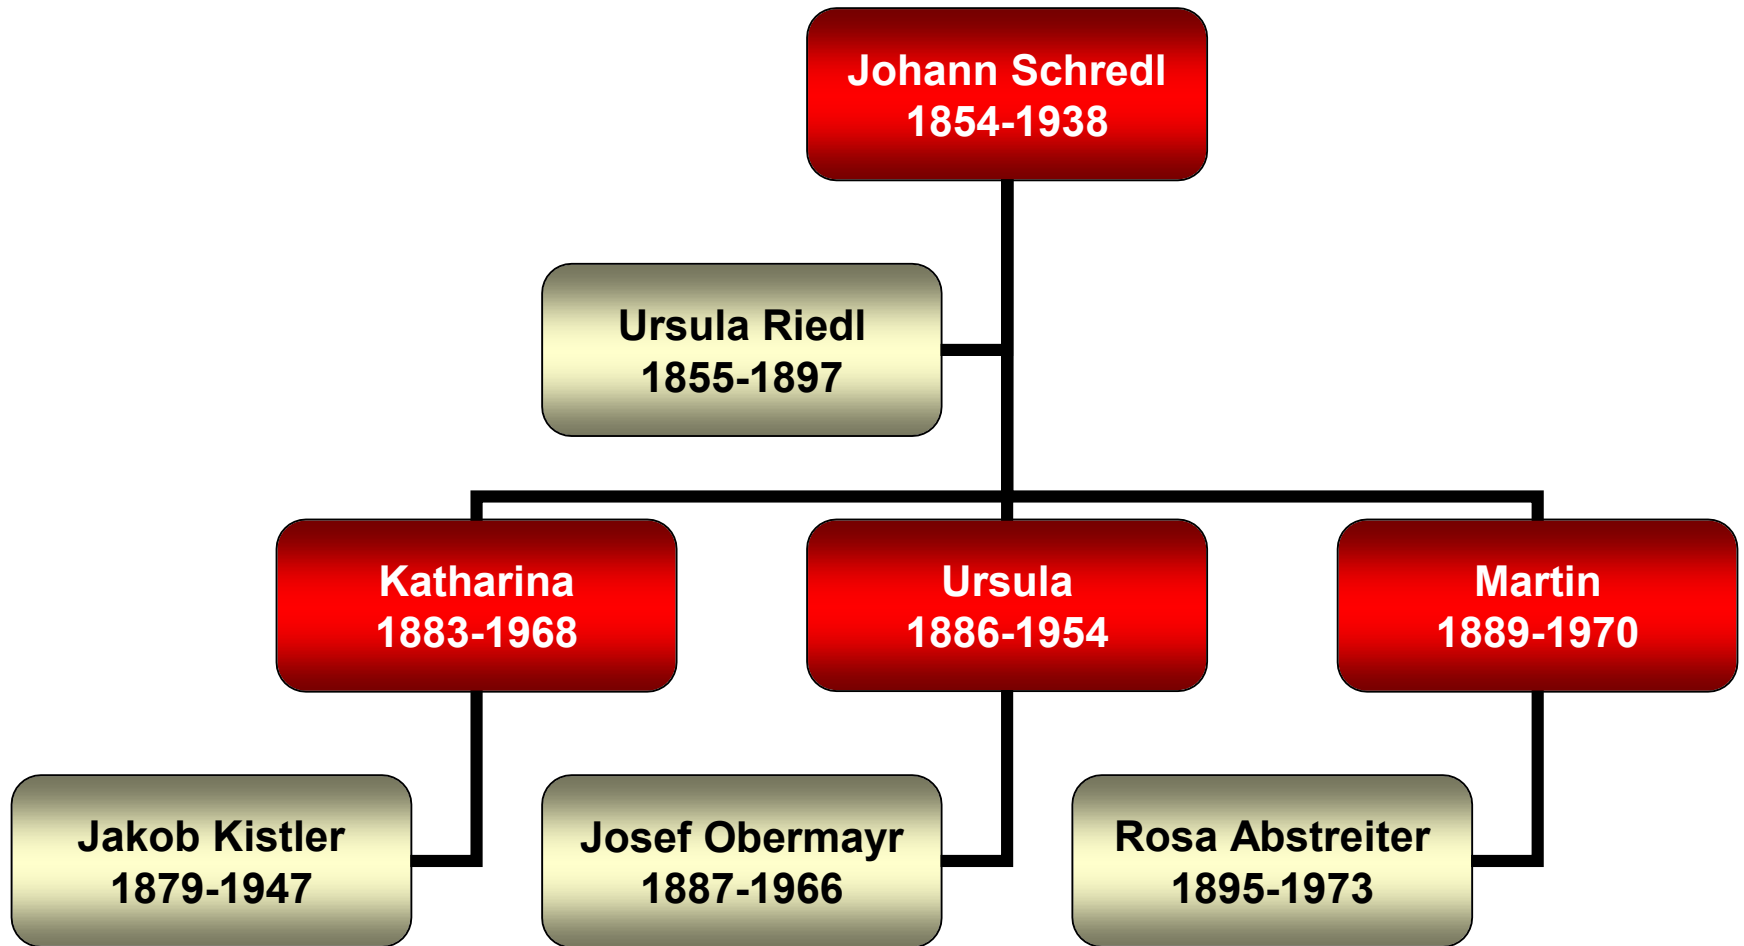 Johann Schredl
1854-1938
Ursula Riedl
1855-1897
Katharina
1883-1968
Ursula
1886-1954
Martin
1889-1970
Jakob Kistler
1879-1947
Josef Obermayr
1887-1966
Rosa Abstreiter
1895-1973